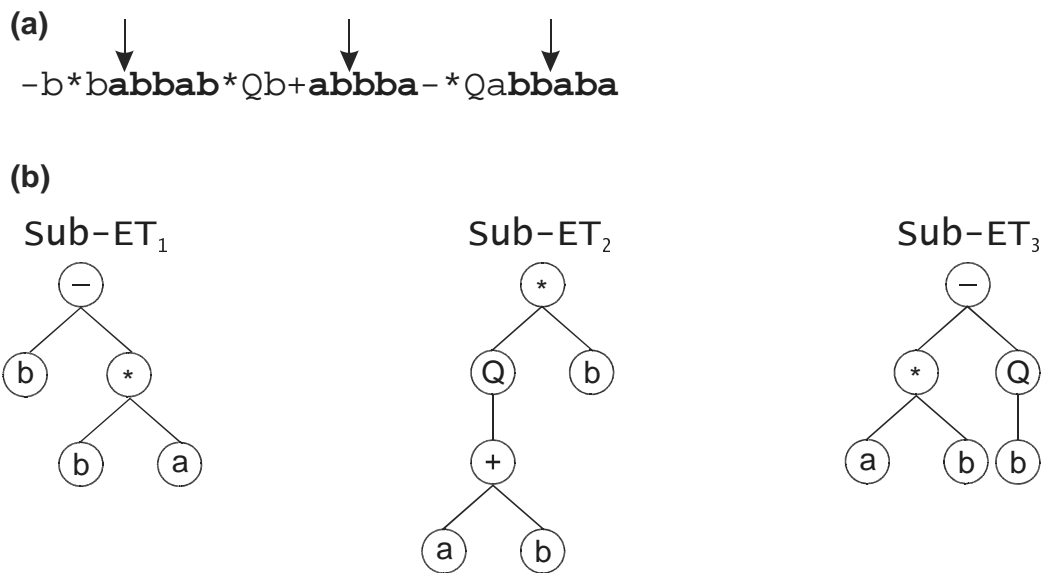 (a)
-b*babbab*Qb+abbba-*Qabbaba
(b)
Sub-ET₁ Sub-ET₂ Sub-ET₃
− * −
b * Q b * Q
b a + a b b
a b